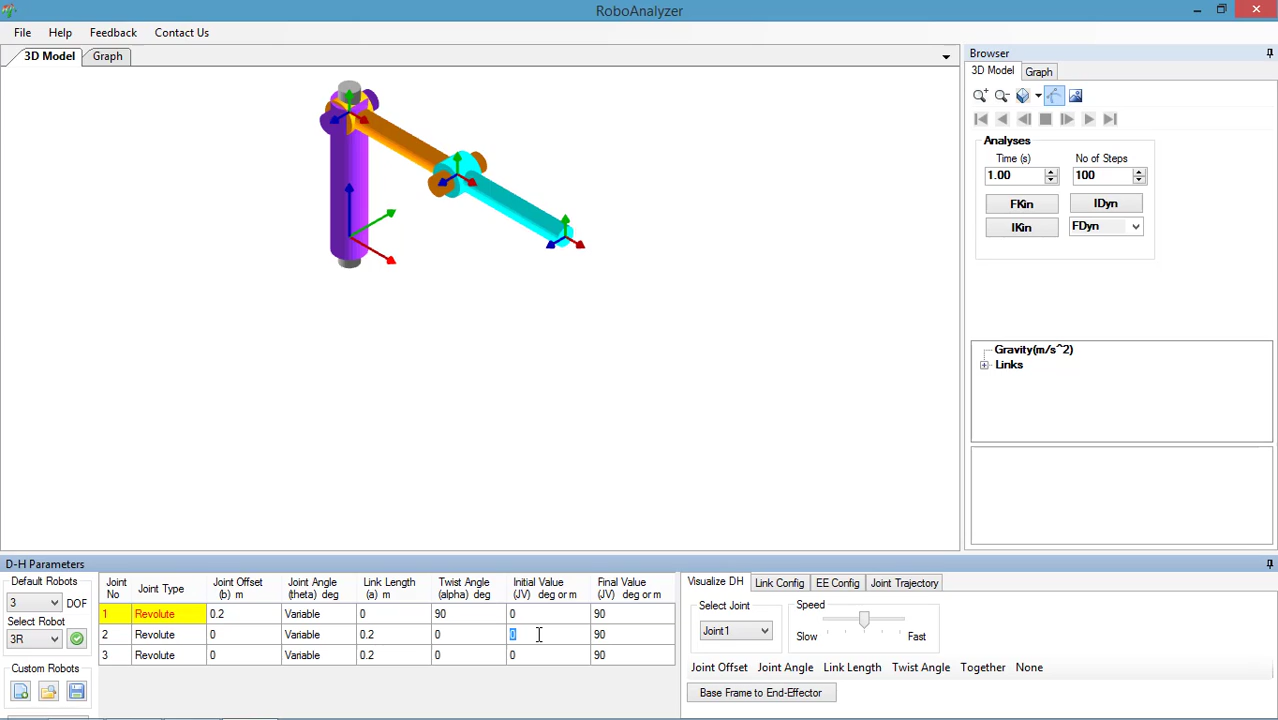 RoboAnalyzer
File Help Feedback Contact Us
3D Model Graph
Browser
3D Model Graph
Analyses
Time (s) No of Steps
1.00 100
FKin IDyn
IKin FDyn
Gravity(m/s^2)
Links
D-H Parameters
Default Robots
3 DOF
Select Robot
3R
Custom Robots
Joint No Joint Type Joint Offset (b) m Joint Angle (theta) deg Link Length (a) m Twist Angle (alpha) deg Initial Value (JV) deg or m Final Value (JV) deg or m
1 Revolute 0.2 Variable 0 90 0 90
2 Revolute 0 Variable 0.2 0 0 90
3 Revolute 0 Variable 0.2 0 0 90
Visualize DH Link Config EE Config Joint Trajectory
Select Joint
Joint1
Speed
Slow Fast
Joint Offset Joint Angle Link Length Twist Angle Together None
Base Frame to End-Effector